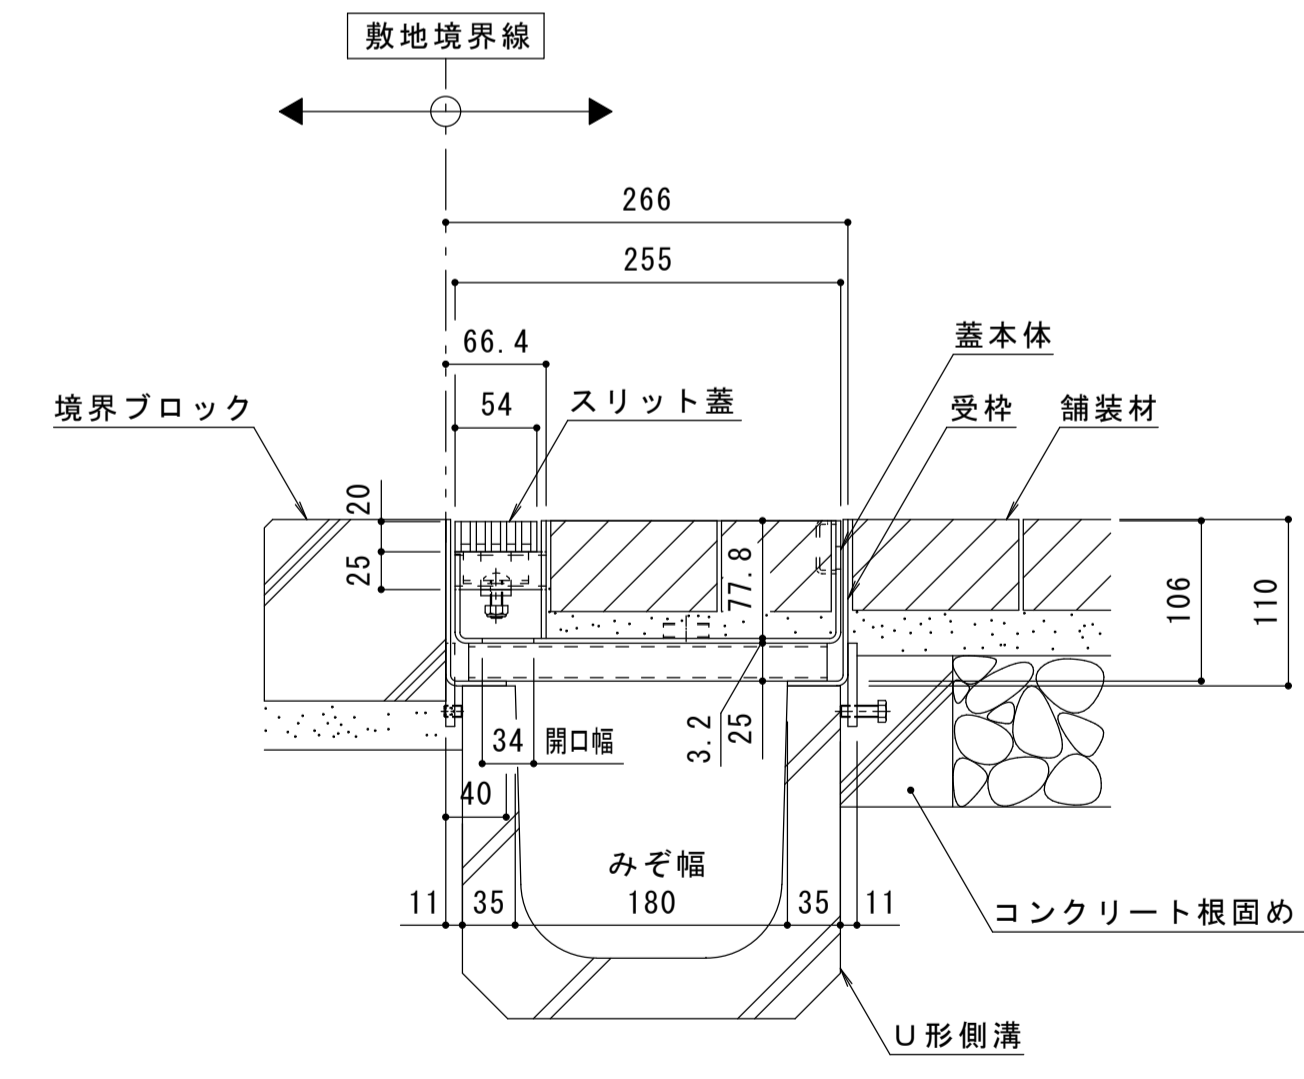 敷地境界線
266
255
66.4
54
スリット蓋
蓋本体
受枠
舗装材
境界ブロック
20
25
77.8
106
110
3.2
25
34 開口幅
40
みぞ幅
11 35 180 35 11
コンクリート根固め
U形側溝